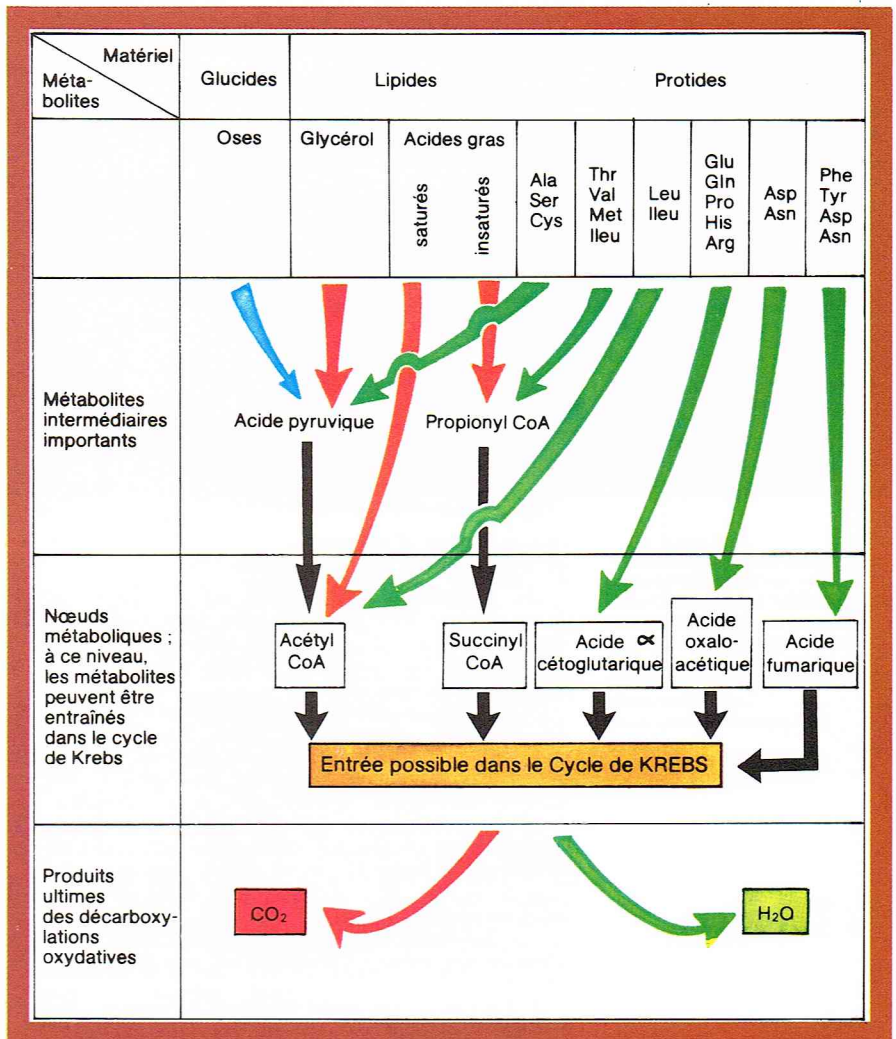 Matériel
Méta-
bolites
Glucides
Lipides
Protides
Oses
Glycérol
Acides gras
saturés
insaturés
Ala
Ser
Cys
Thr
Val
Met
Ileu
Leu
Ileu
Glu
Gln
Pro
His
Arg
Asp
Asn
Phe
Tyr
Asp
Asn
Métabolites
intermédiaires
importants
Acide pyruvique
Propionyl CoA
Nœuds
métaboliques ;
à ce niveau,
les métabolites
peuvent être
entraînés
dans le cycle
de Krebs
Acétyl
CoA
Succinyl
CoA
Acide ∝
cétoglutarique
Acide
oxalo-
acétique
Acide
fumarique
Entrée possible dans le Cycle de KREBS
Produits
ultimes
des décarboxy-
lations
oxydatives
CO₂
H₂O